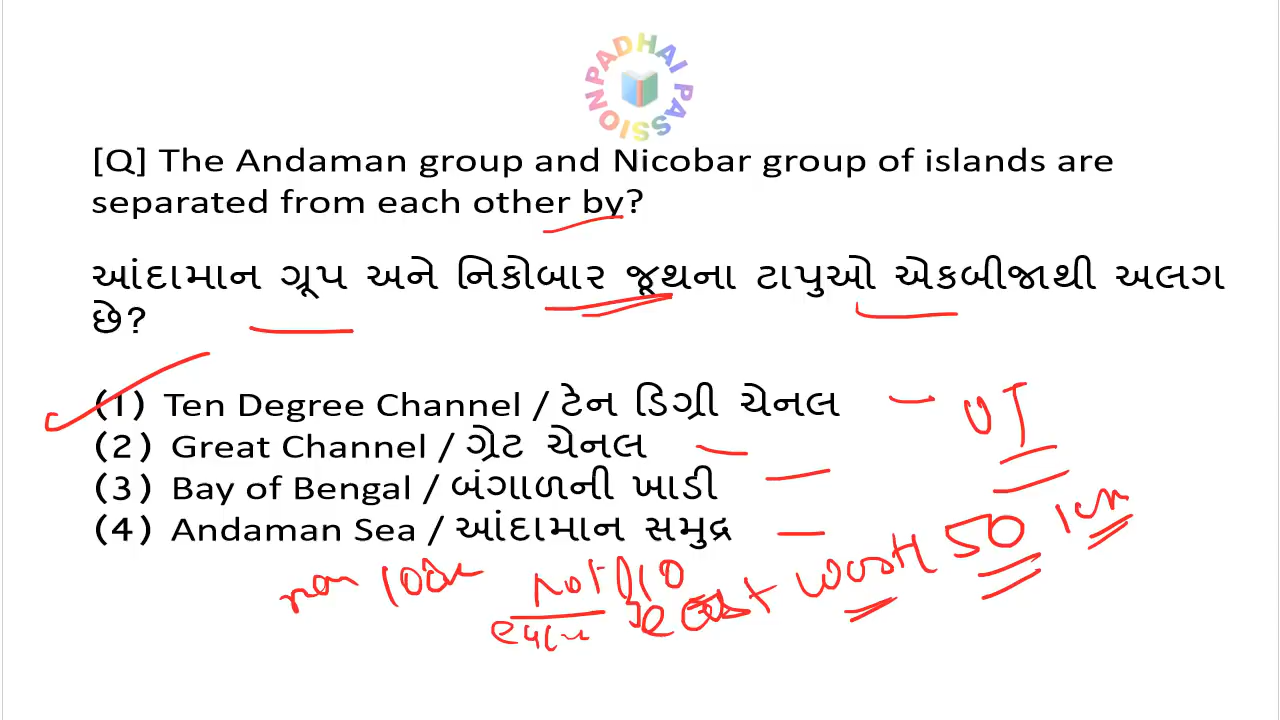 PADHAI PASSION
[Q] The Andaman group and Nicobar group of islands are
separated from each other by?
આંદામાન ગ્રૂપ અને નિકોબાર જૂથના ટાપુઓ એકબીજાથી અલગ
છે?
(1) Ten Degree Channel / ટેન ડિગ્રી ચેનલ
(2) Great Channel / ગ્રેટ ચેનલ
(3) Bay of Bengal / બંગાળની ખાડી
(4) Andaman Sea / આંદામાન સમુદ્ર
UT
50 km